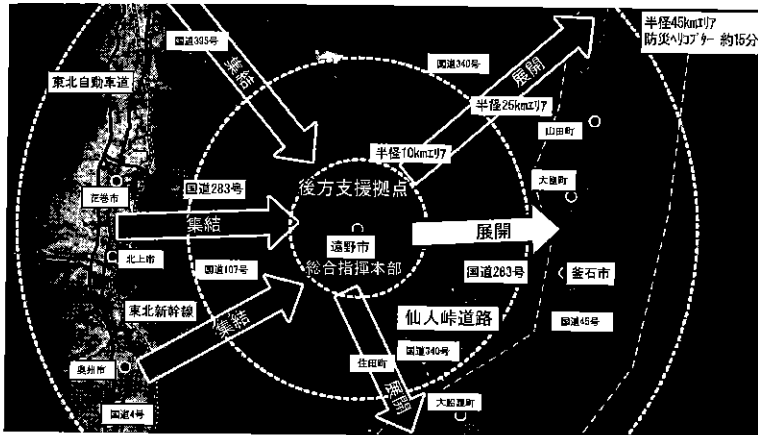 国道395号
集結
国道340号
展開
半径45kmエリア
防災ヘリコプター 約15分
東北自動車道
半径25kmエリア
山田町
半径10kmエリア
国道283号
後方支援拠点
大槌町
花巻市
集結
遠野市
展開
北上市
国道107号
総合指揮本部
国道283号
釜石市
東北新幹線
集結
仙人峠道路
国道45号
国道340号
住田町
奥州市
展開
国道4号